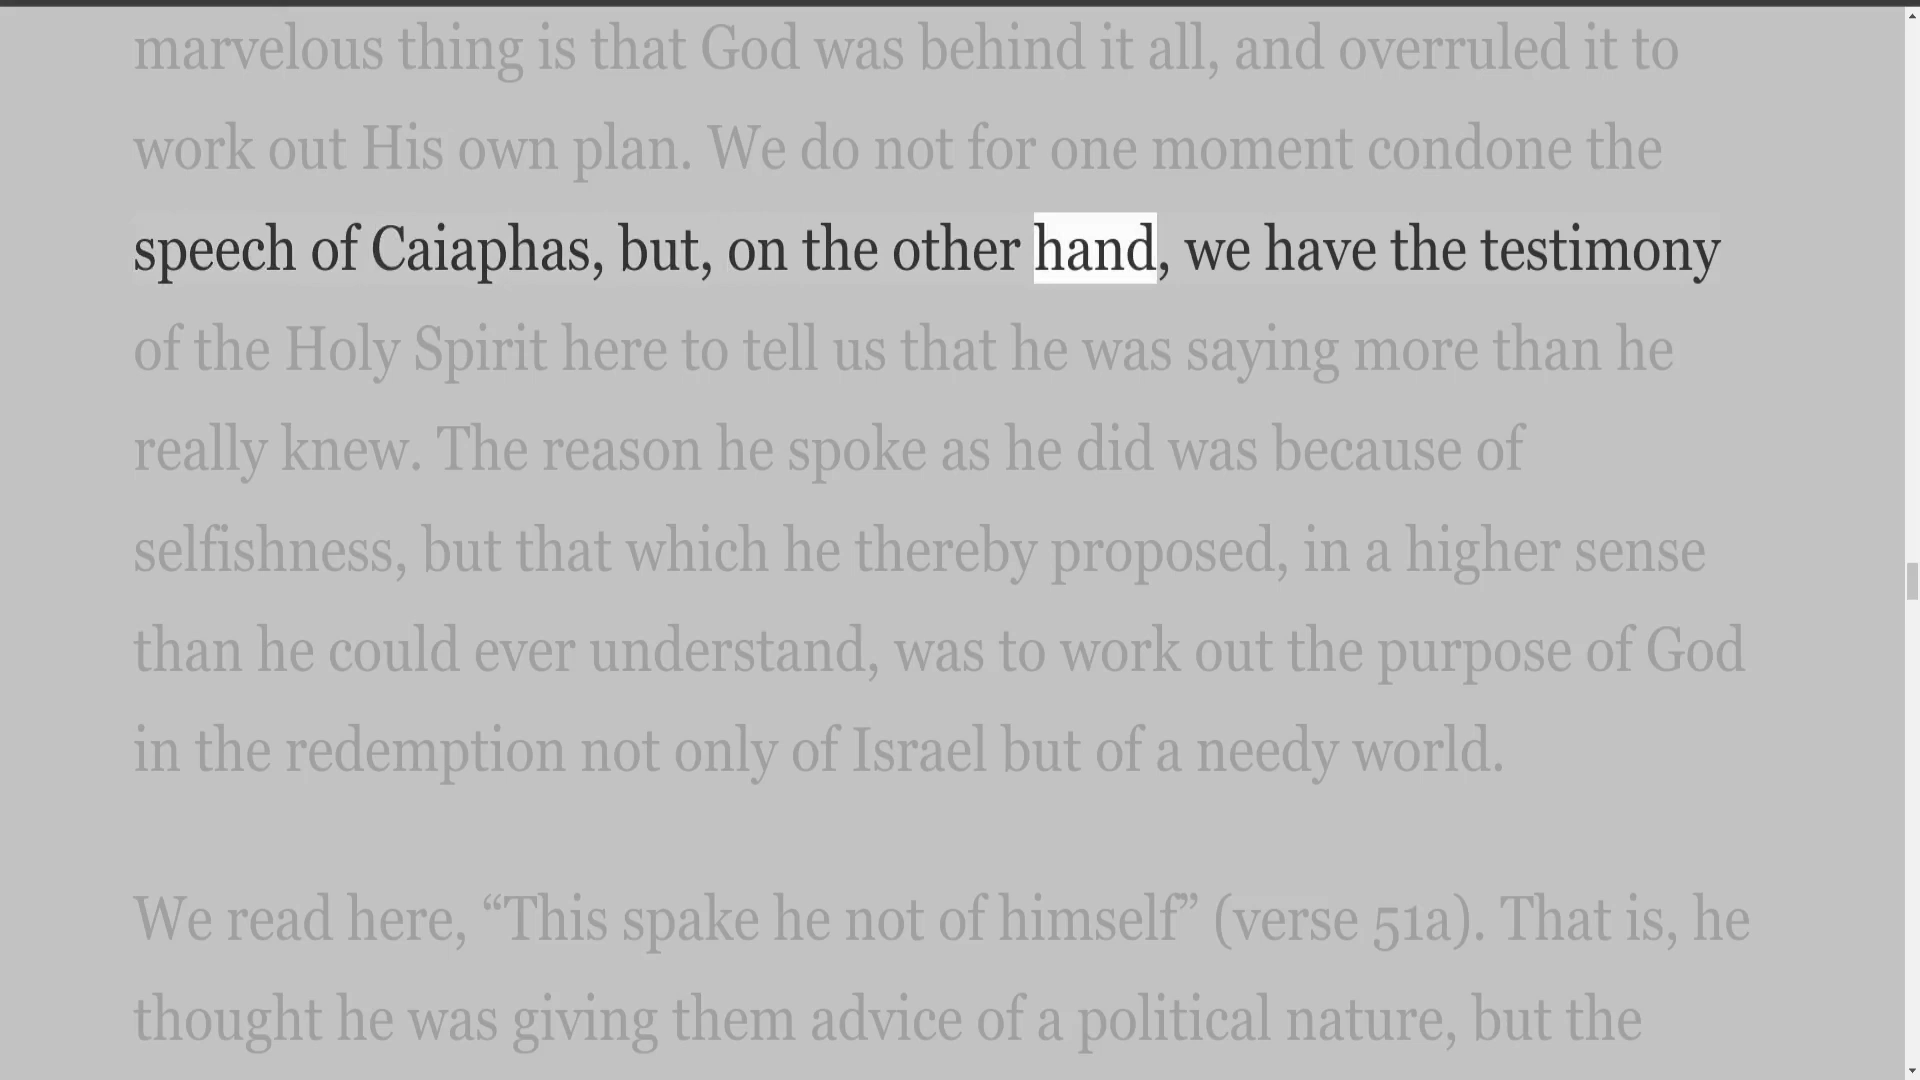 marvelous thing is that God was behind it all, and overruled it to
work out His own plan. We do not for one moment condone the
speech of Caiaphas, but, on the other hand, we have the testimony
of the Holy Spirit here to tell us that he was saying more than he
really knew. The reason he spoke as he did was because of
selfishness, but that which he thereby proposed, in a higher sense
than he could ever understand, was to work out the purpose of God
in the redemption not only of Israel but of a needy world.
We read here, “This spake he not of himself” (verse 51a). That is, he
thought he was giving them advice of a political nature, but the